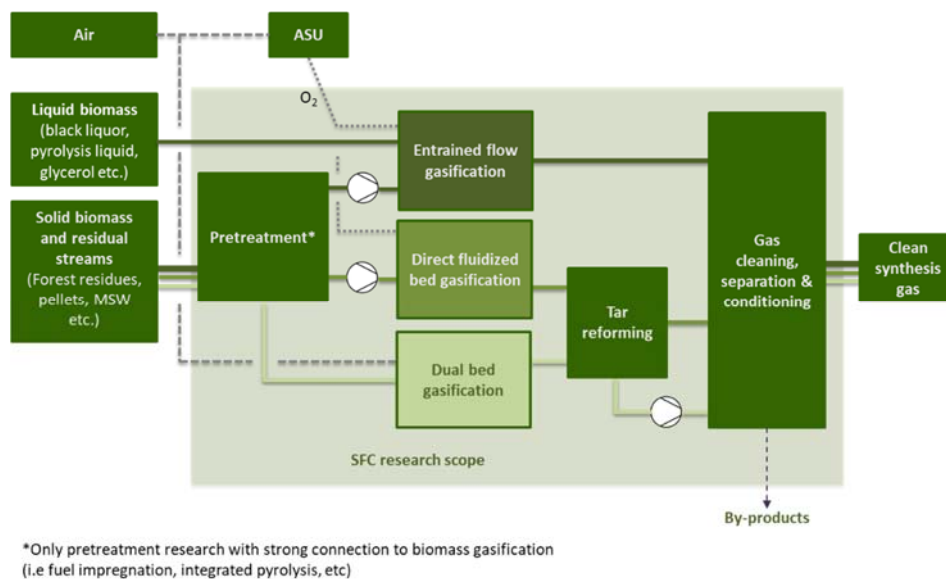 Air
ASU
O₂
Liquid biomass
(black liquor,
pyrolysis liquid,
glycerol etc.)
Entrained flow
gasification
Solid biomass
and residual
streams
(Forest residues,
pellets, MSW
etc.)
Pretreatment*
Direct fluidized
bed gasification
Gas
cleaning,
separation &
conditioning
Clean
synthesis
gas
Tar
reforming
Dual bed
gasification
SFC research scope
By-products
*Only pretreatment research with strong connection to biomass gasification
(i.e fuel impregnation, integrated pyrolysis, etc)